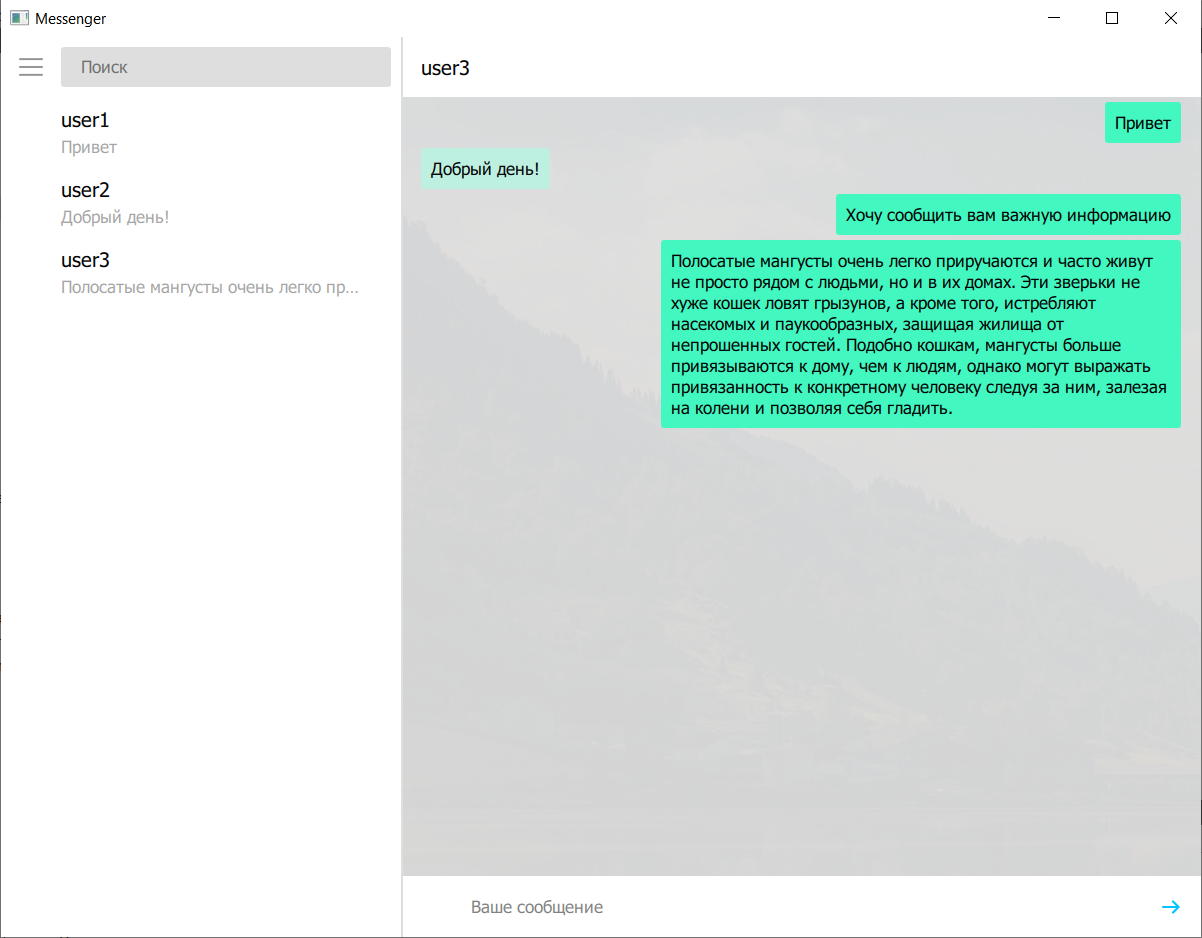 Messenger
Поиск
user1
Привет
user2
Добрый день!
user3
Полосатые мангусты очень легко пр...
user3
Привет
Добрый день!
Хочу сообщить вам важную информацию
Полосатые мангусты очень легко приручаются и часто живут
не просто рядом с людьми, но и в их домах. Эти зверьки не
хуже кошек ловят грызунов, а кроме того, истребляют
насекомых и паукообразных, защищая жилища от
непрошенных гостей. Подобно кошкам, мангусты больше
привязываются к дому, чем к людям, однако могут выражать
привязанность к конкретному человеку следуя за ним, залезая
на колени и позволяя себя гладить.
Ваше сообщение